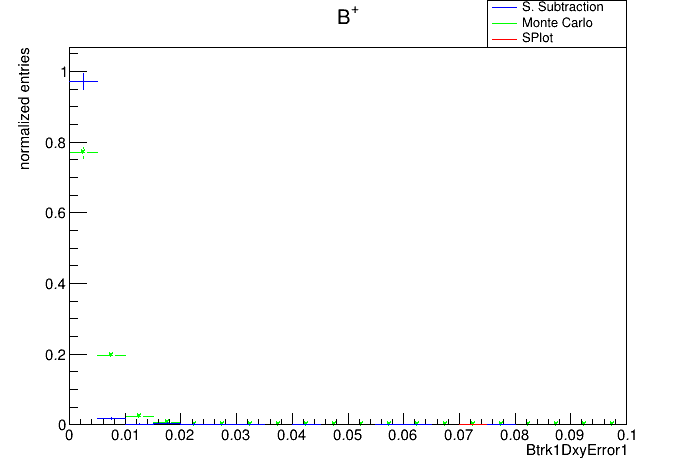 B+
S. Subtraction
Monte Carlo
SPlot
normalized entries
1
0.8
0.6
0.4
0.2
0
0 0.01 0.02 0.03 0.04 0.05 0.06 0.07 0.08 0.09 0.1
Btrk1DxyError1